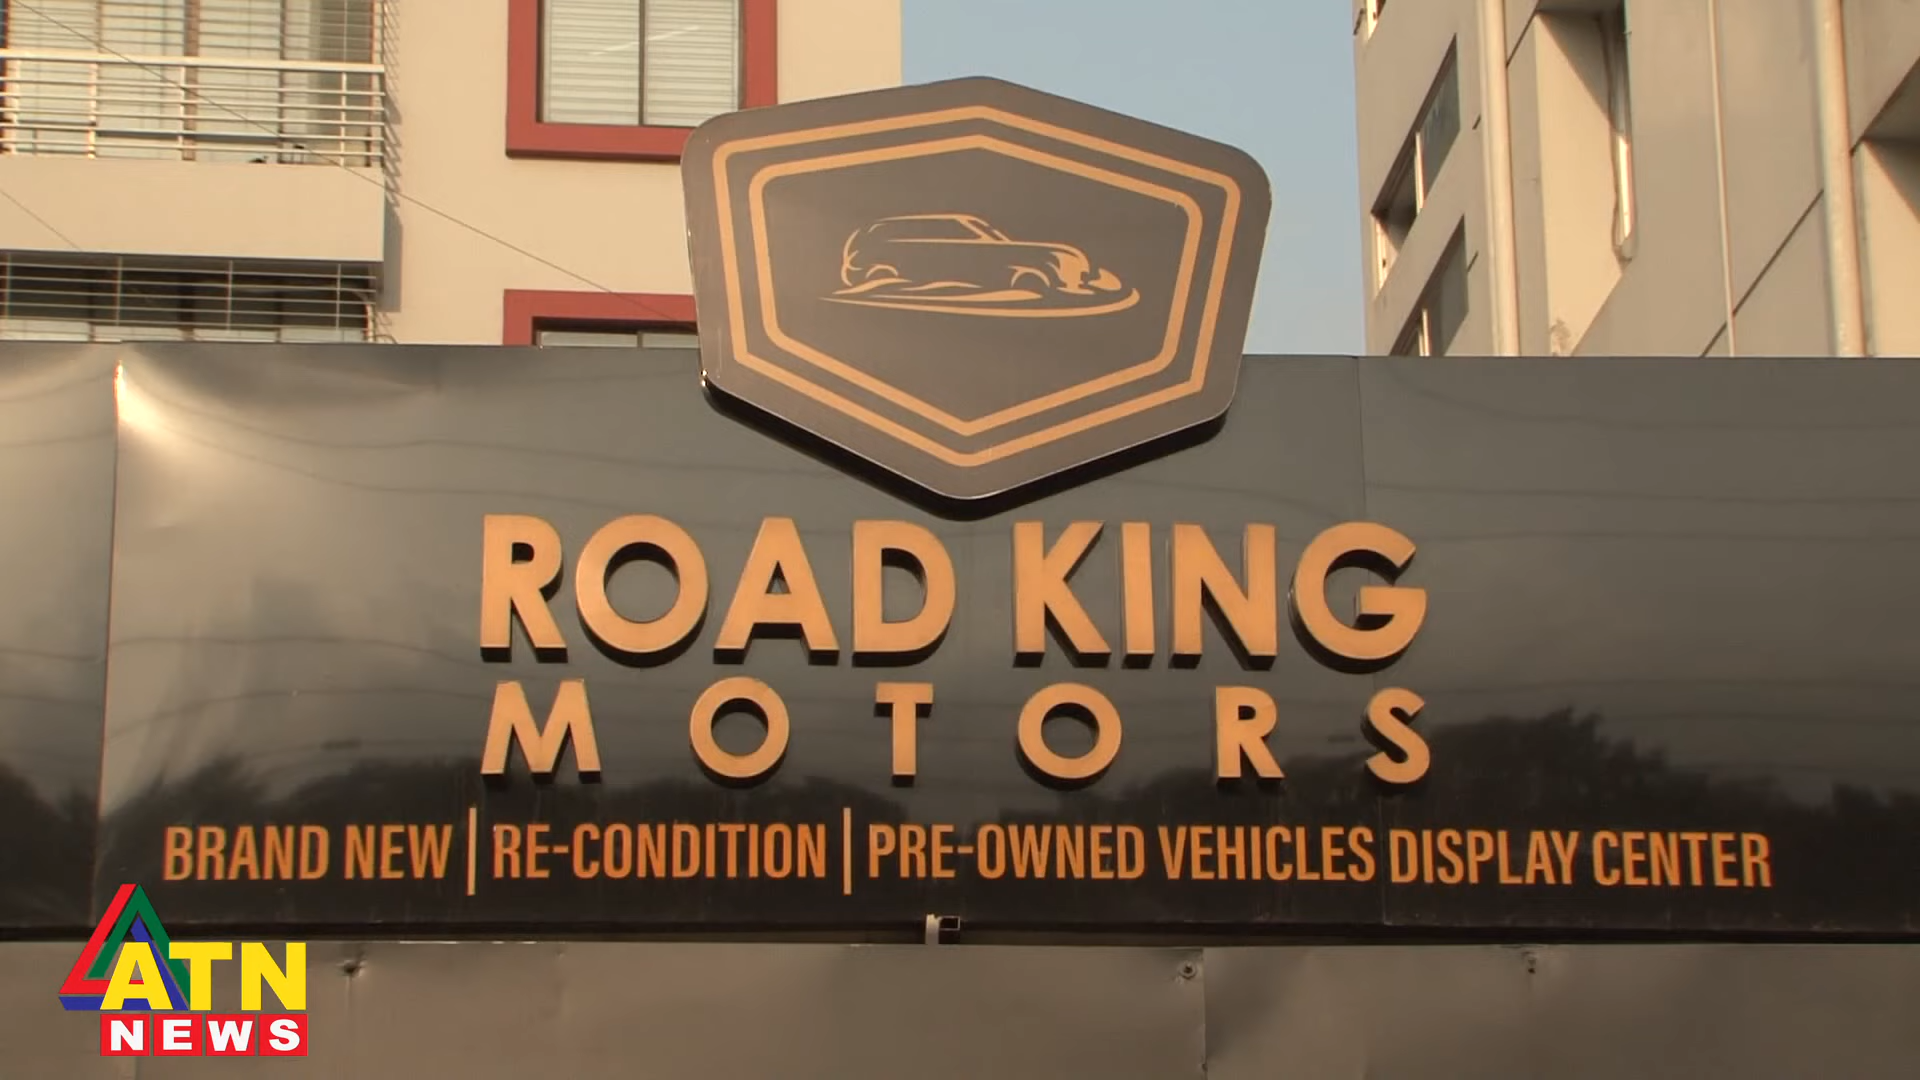 ROAD KING
MOTORS
BRAND NEW | RE-CONDITION | PRE-OWNED VEHICLES DISPLAY CENTER
ATN
NEWS